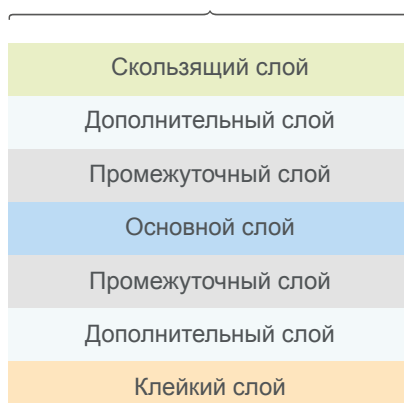 Скользящий слой
Дополнительный слой
Промежуточный слой
Основной слой
Промежуточный слой
Дополнительный слой
Клейкий слой